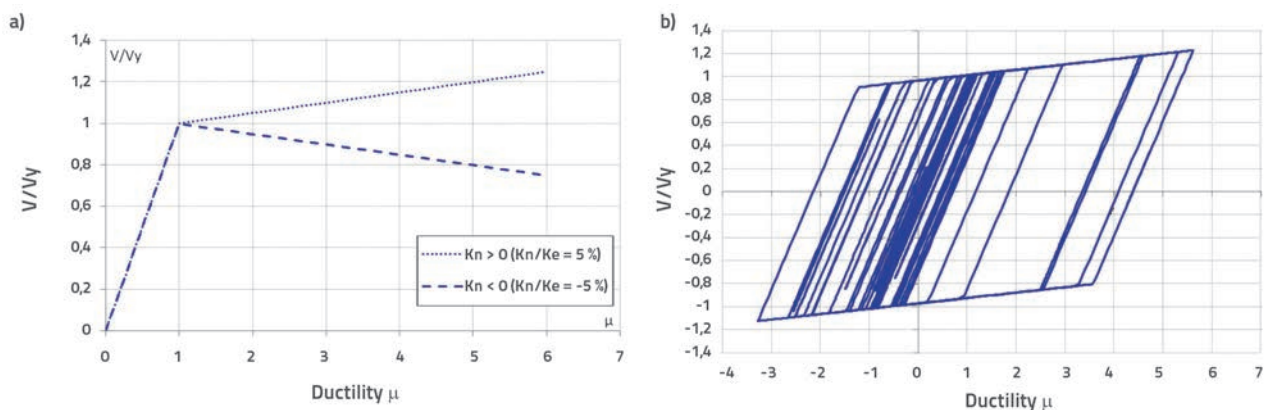 a)
V/Vy
V/Vy
1,4
1,2
1
0,8
0,6
0,4
0,2
0
0 1 2 3 4 5 6 7
Kn > 0 (Kn/Ke = 5 %)
Kn < 0 (Kn/Ke = -5 %)
μ
Ductility μ
b)
V/Vy
1,4
1,2
1
0,8
0,6
0,4
0,2
0
-0,2
-0,4
-0,6
-0,8
-1
-1,2
-1,4
-4 -3 -2 -1 0 1 2 3 4 5 6 7
Ductility μ